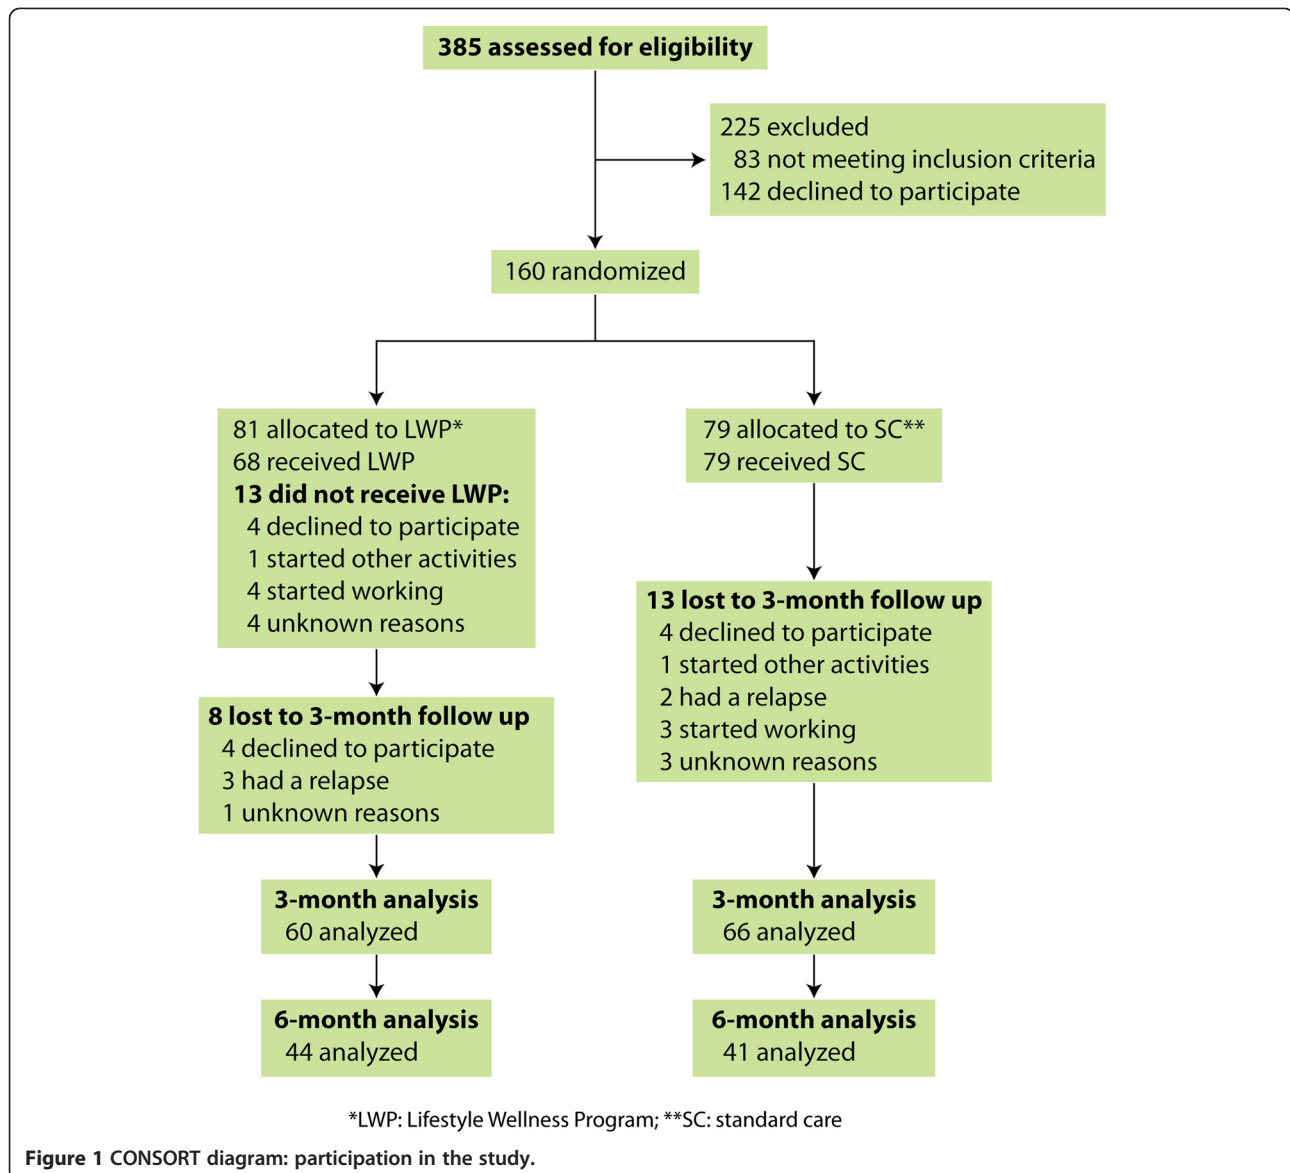 385 assessed for eligibility
225 excluded
83 not meeting inclusion criteria
142 declined to participate
160 randomized
81 allocated to LWP*
68 received LWP
13 did not receive LWP:
4 declined to participate
1 started other activities
4 started working
4 unknown reasons
8 lost to 3-month follow up
4 declined to participate
3 had a relapse
1 unknown reasons
3-month analysis
60 analyzed
6-month analysis
44 analyzed
79 allocated to SC**
79 received SC
13 lost to 3-month follow up
4 declined to participate
1 started other activities
2 had a relapse
3 started working
3 unknown reasons
3-month analysis
66 analyzed
6-month analysis
41 analyzed
*LWP: Lifestyle Wellness Program; **SC: standard care
Figure 1 CONSORT diagram: participation in the study.